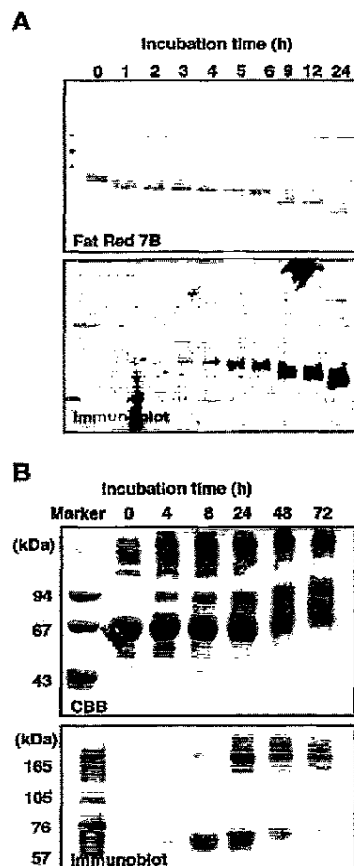 A
Incubation time (h)
0 1 2 3 4 5 6 9 12 24
Fat Red 7B
Immunoblot
B
Incubation time (h)
Marker 0 4 8 24 48 72
(kDa)
94
67
43
CBB
(kDa)
165
105
76
57
Immunoblot